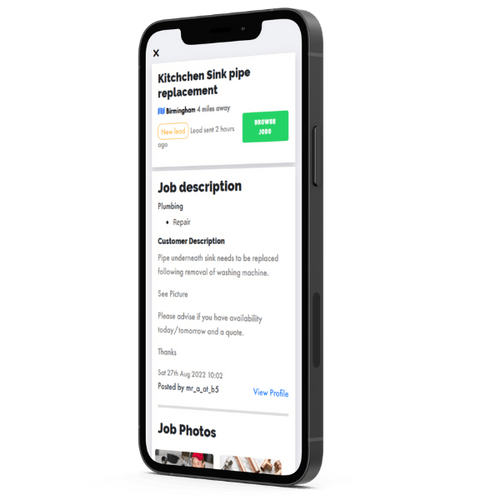 x
Kitchchen Sink pipe
replacement
Birmingham 4 miles away
New lead Lead sent 2 hours
ago
BROWSE
JOBS
Job description
Plumbing
• Repair
Customer Description
Pipe underneath sink needs to be replaced
following removal of washing machine.
See Picture
Please advise if you have availability
today/tomorrow and a quote.
Thanks
Sat 27th Aug 2022 10:02
Posted by mr_a_at_b5
View Profile
Job Photos